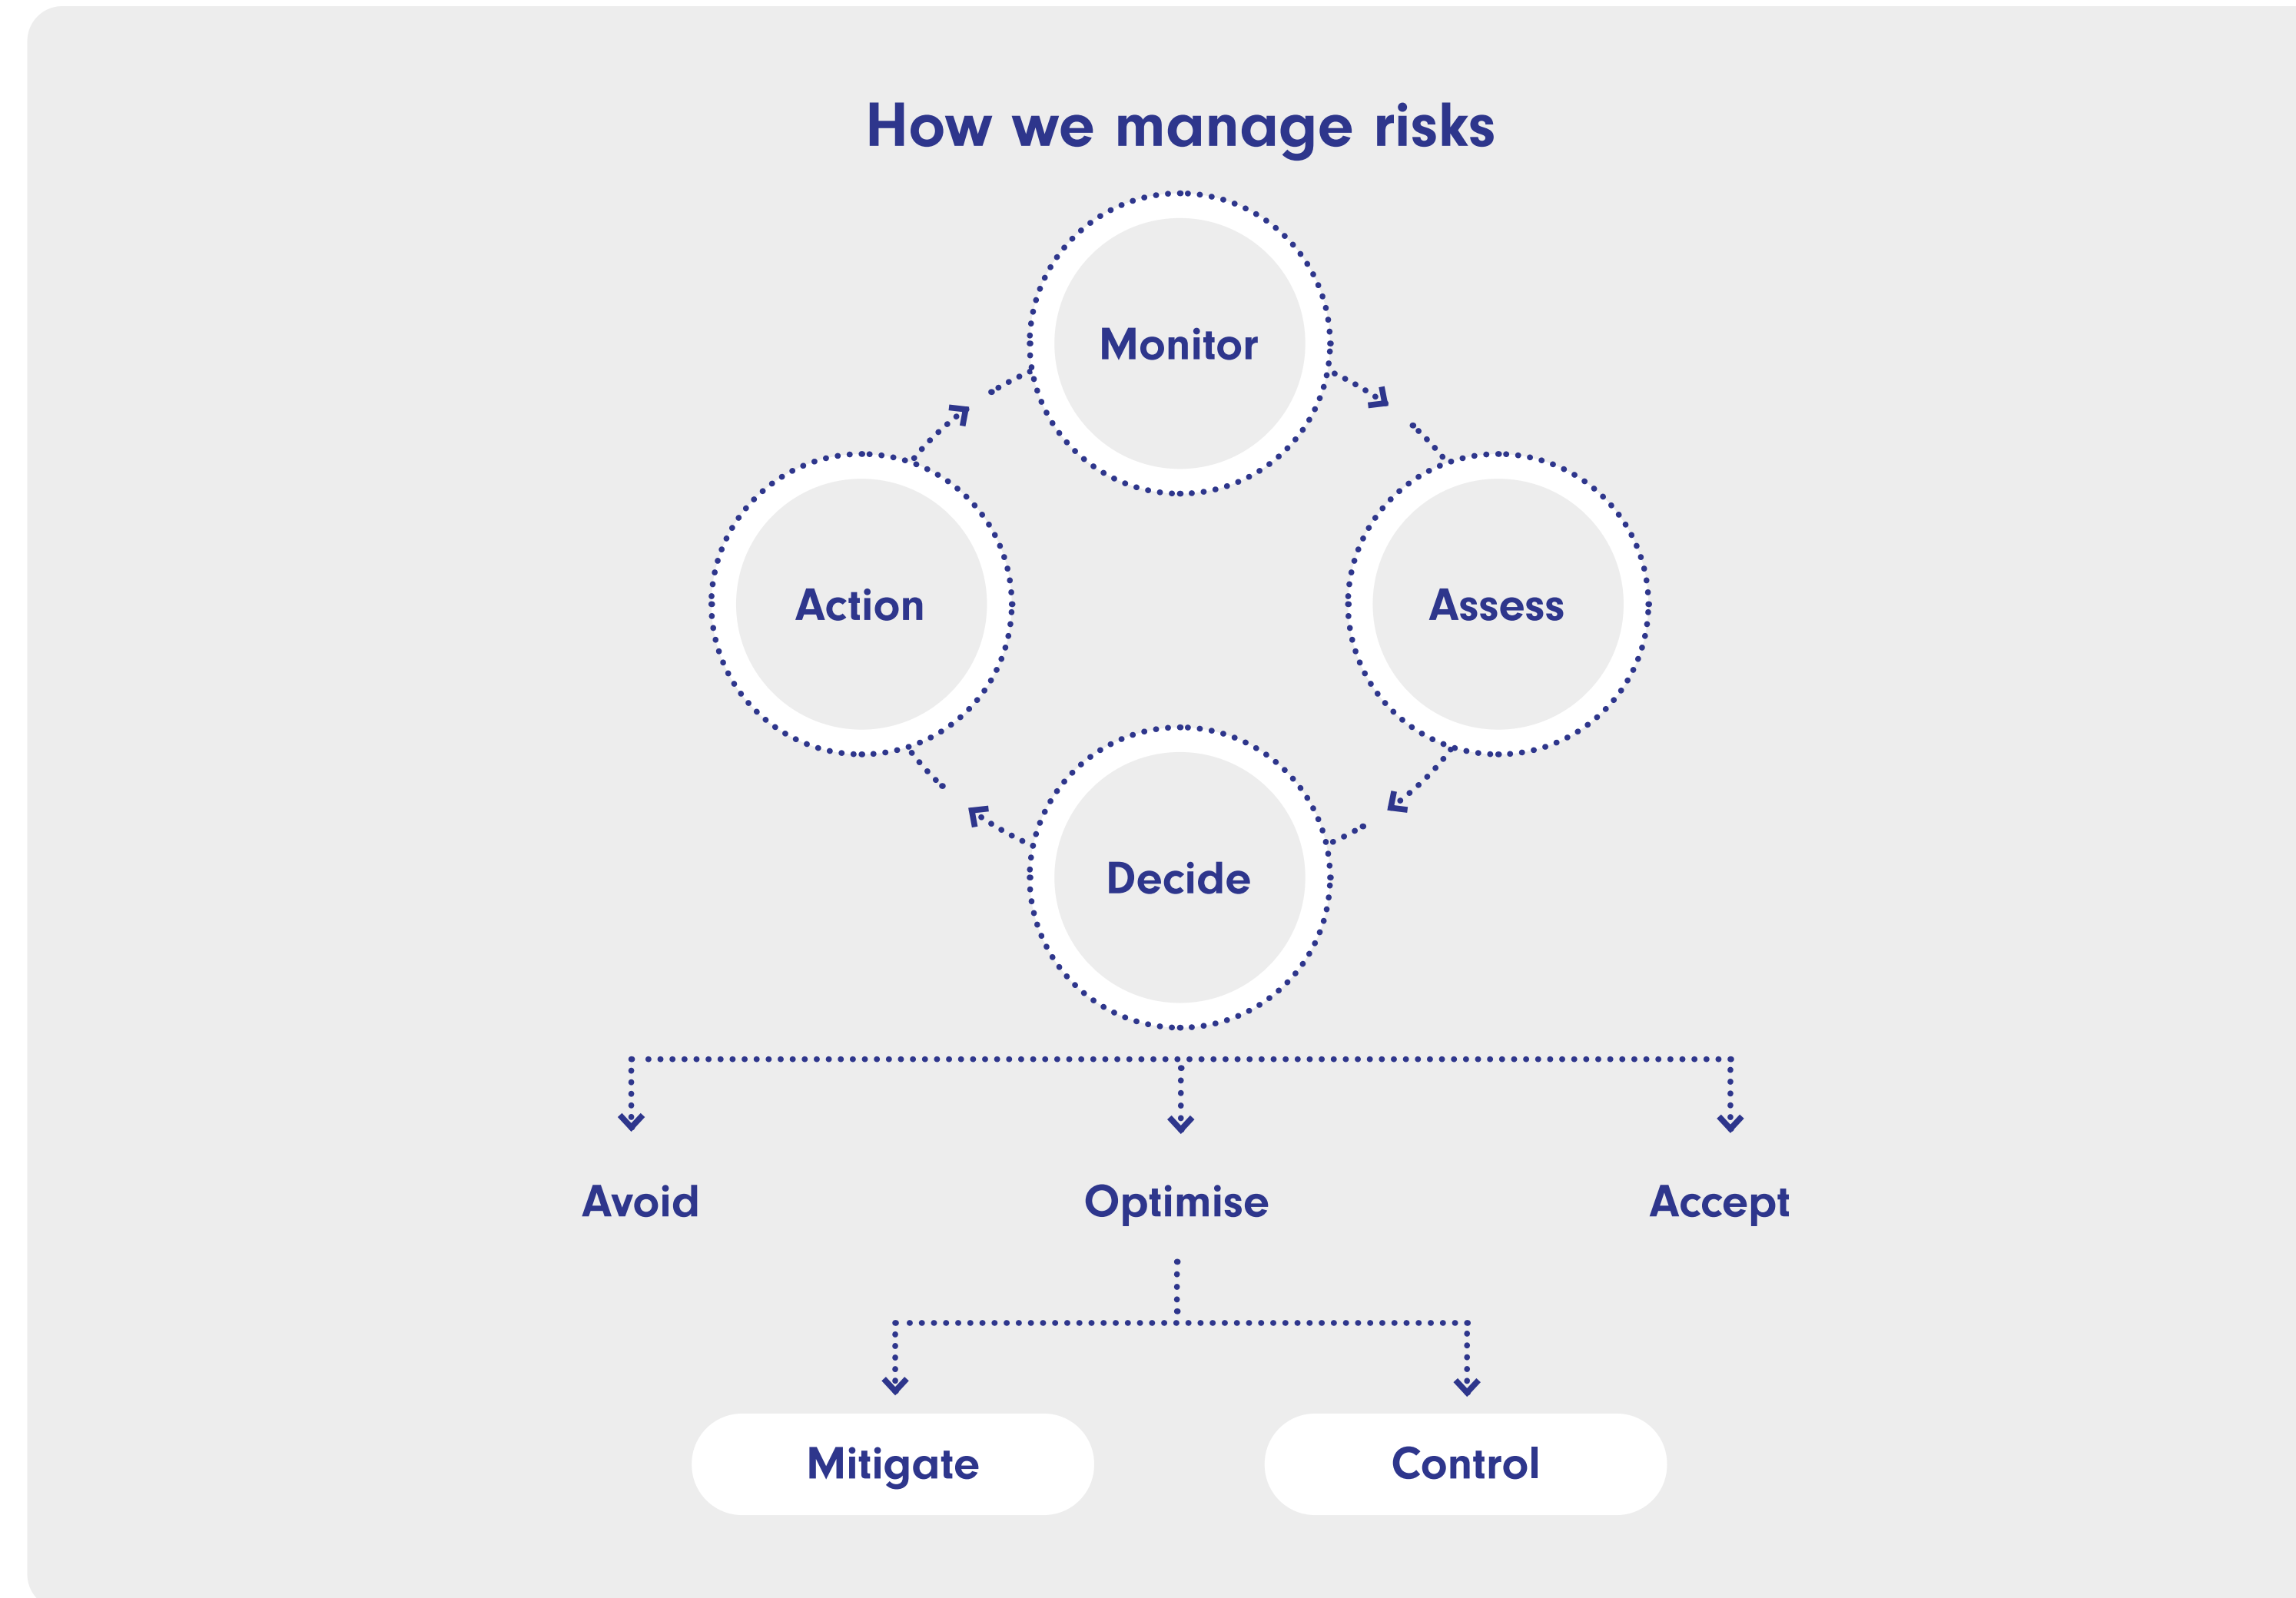 How we manage risks
Monitor
Action
Assess
Decide
Avoid
Optimise
Accept
Mitigate
Control